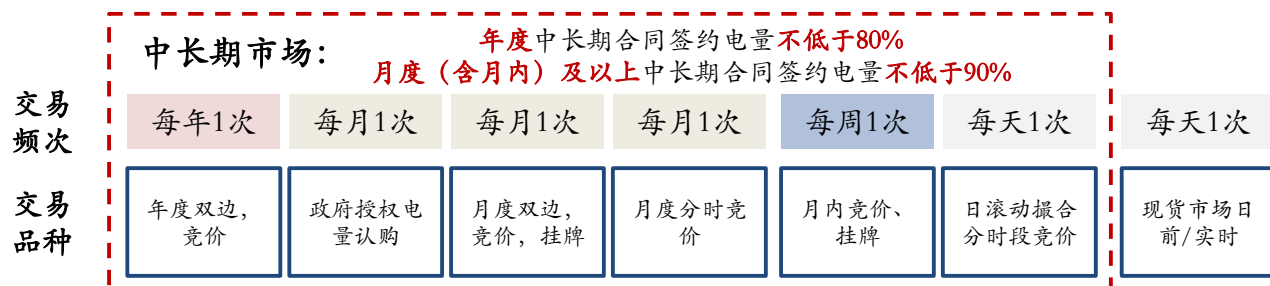 中长期市场：
年度中长期合同签约电量不低于80%
月度（含月内）及以上中长期合同签约电量不低于90%
交易
频次
每年1次
每月1次
每月1次
每月1次
每周1次
每天1次
每天1次
交易
品种
年度双边，
竞价
政府授权电
量认购
月度双边，
竞价，挂牌
月度分时竞
价
月内竞价、
挂牌
日滚动撮合
分时段竞价
现货市场日
前/实时